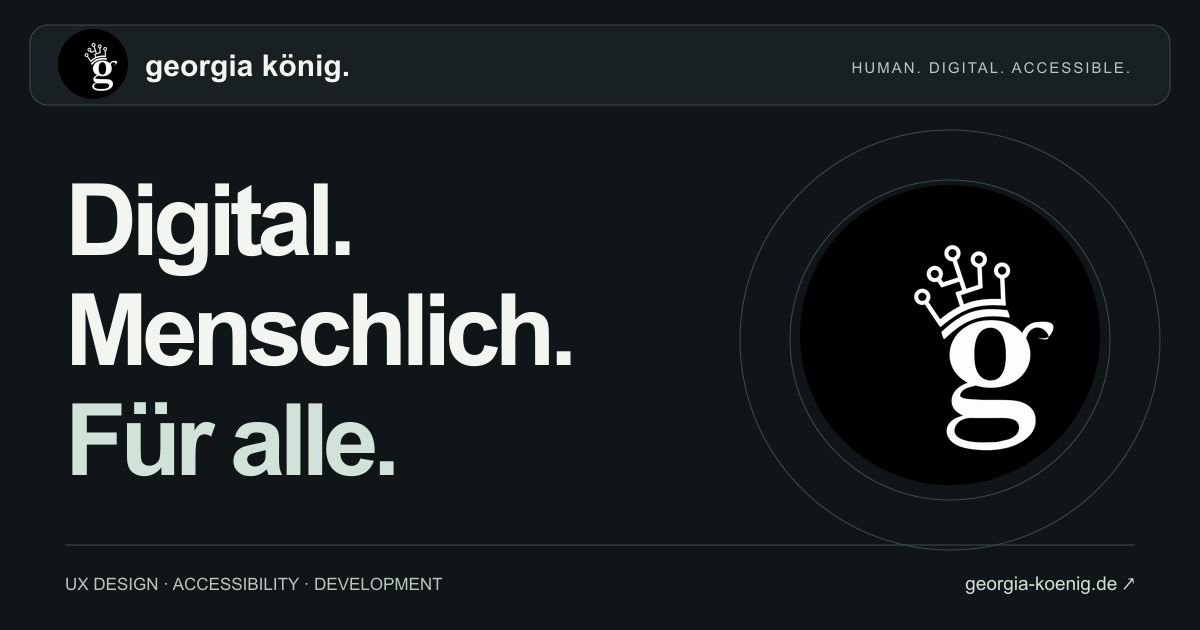 g
georgia könig.
HUMAN. DIGITAL. ACCESSIBLE.
Digital.
Menschlich.
Für alle.
g
UX DESIGN · ACCESSIBILITY · DEVELOPMENT
georgia-koenig.de ↗